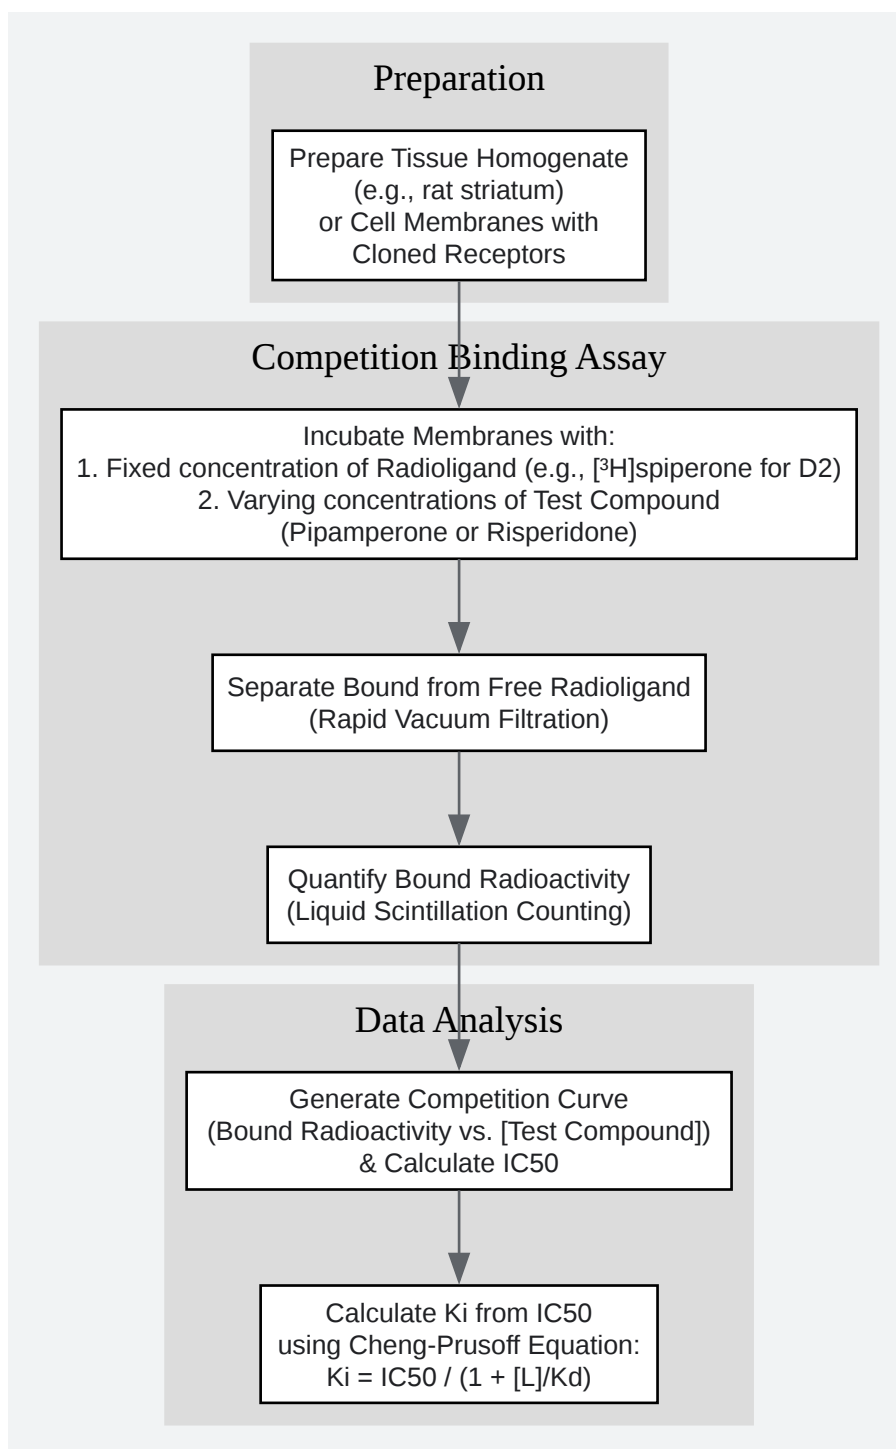 Preparation
Prepare Tissue Homogenate
(e.g., rat striatum)
or Cell Membranes with
Cloned Receptors
Competition Binding Assay
Incubate Membranes with:
1. Fixed concentration of Radioligand (e.g., [³H]spiperone for D2)
2. Varying concentrations of Test Compound
(Pipamperone or Risperidone)
Separate Bound from Free Radioligand
(Rapid Vacuum Filtration)
Quantify Bound Radioactivity
(Liquid Scintillation Counting)
Data Analysis
Generate Competition Curve
(Bound Radioactivity vs. [Test Compound])
& Calculate IC50
Calculate Ki from IC50
using Cheng-Prusoff Equation:
Ki = IC50 / (1 + [L]/Kd)